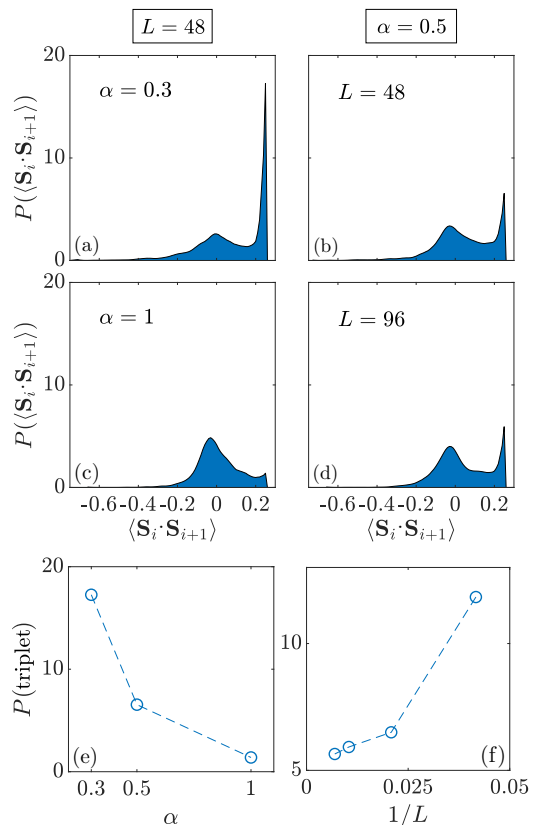 L = 48
α = 0.5
P(⟨S_i·S_{i+1}⟩)
20
10
0
α = 0.3
(a)
L = 48
(b)
P(⟨S_i·S_{i+1}⟩)
20
10
0
α = 1
(c)
L = 96
(d)
-0.6 -0.4 -0.2 0 0.2
-0.6 -0.4 -0.2 0 0.2
⟨S_i·S_{i+1}⟩
⟨S_i·S_{i+1}⟩
P(triplet)
20
10
0
(e)
0.3 0.5 1
α
10
5
(f)
0 0.025 0.05
1/L